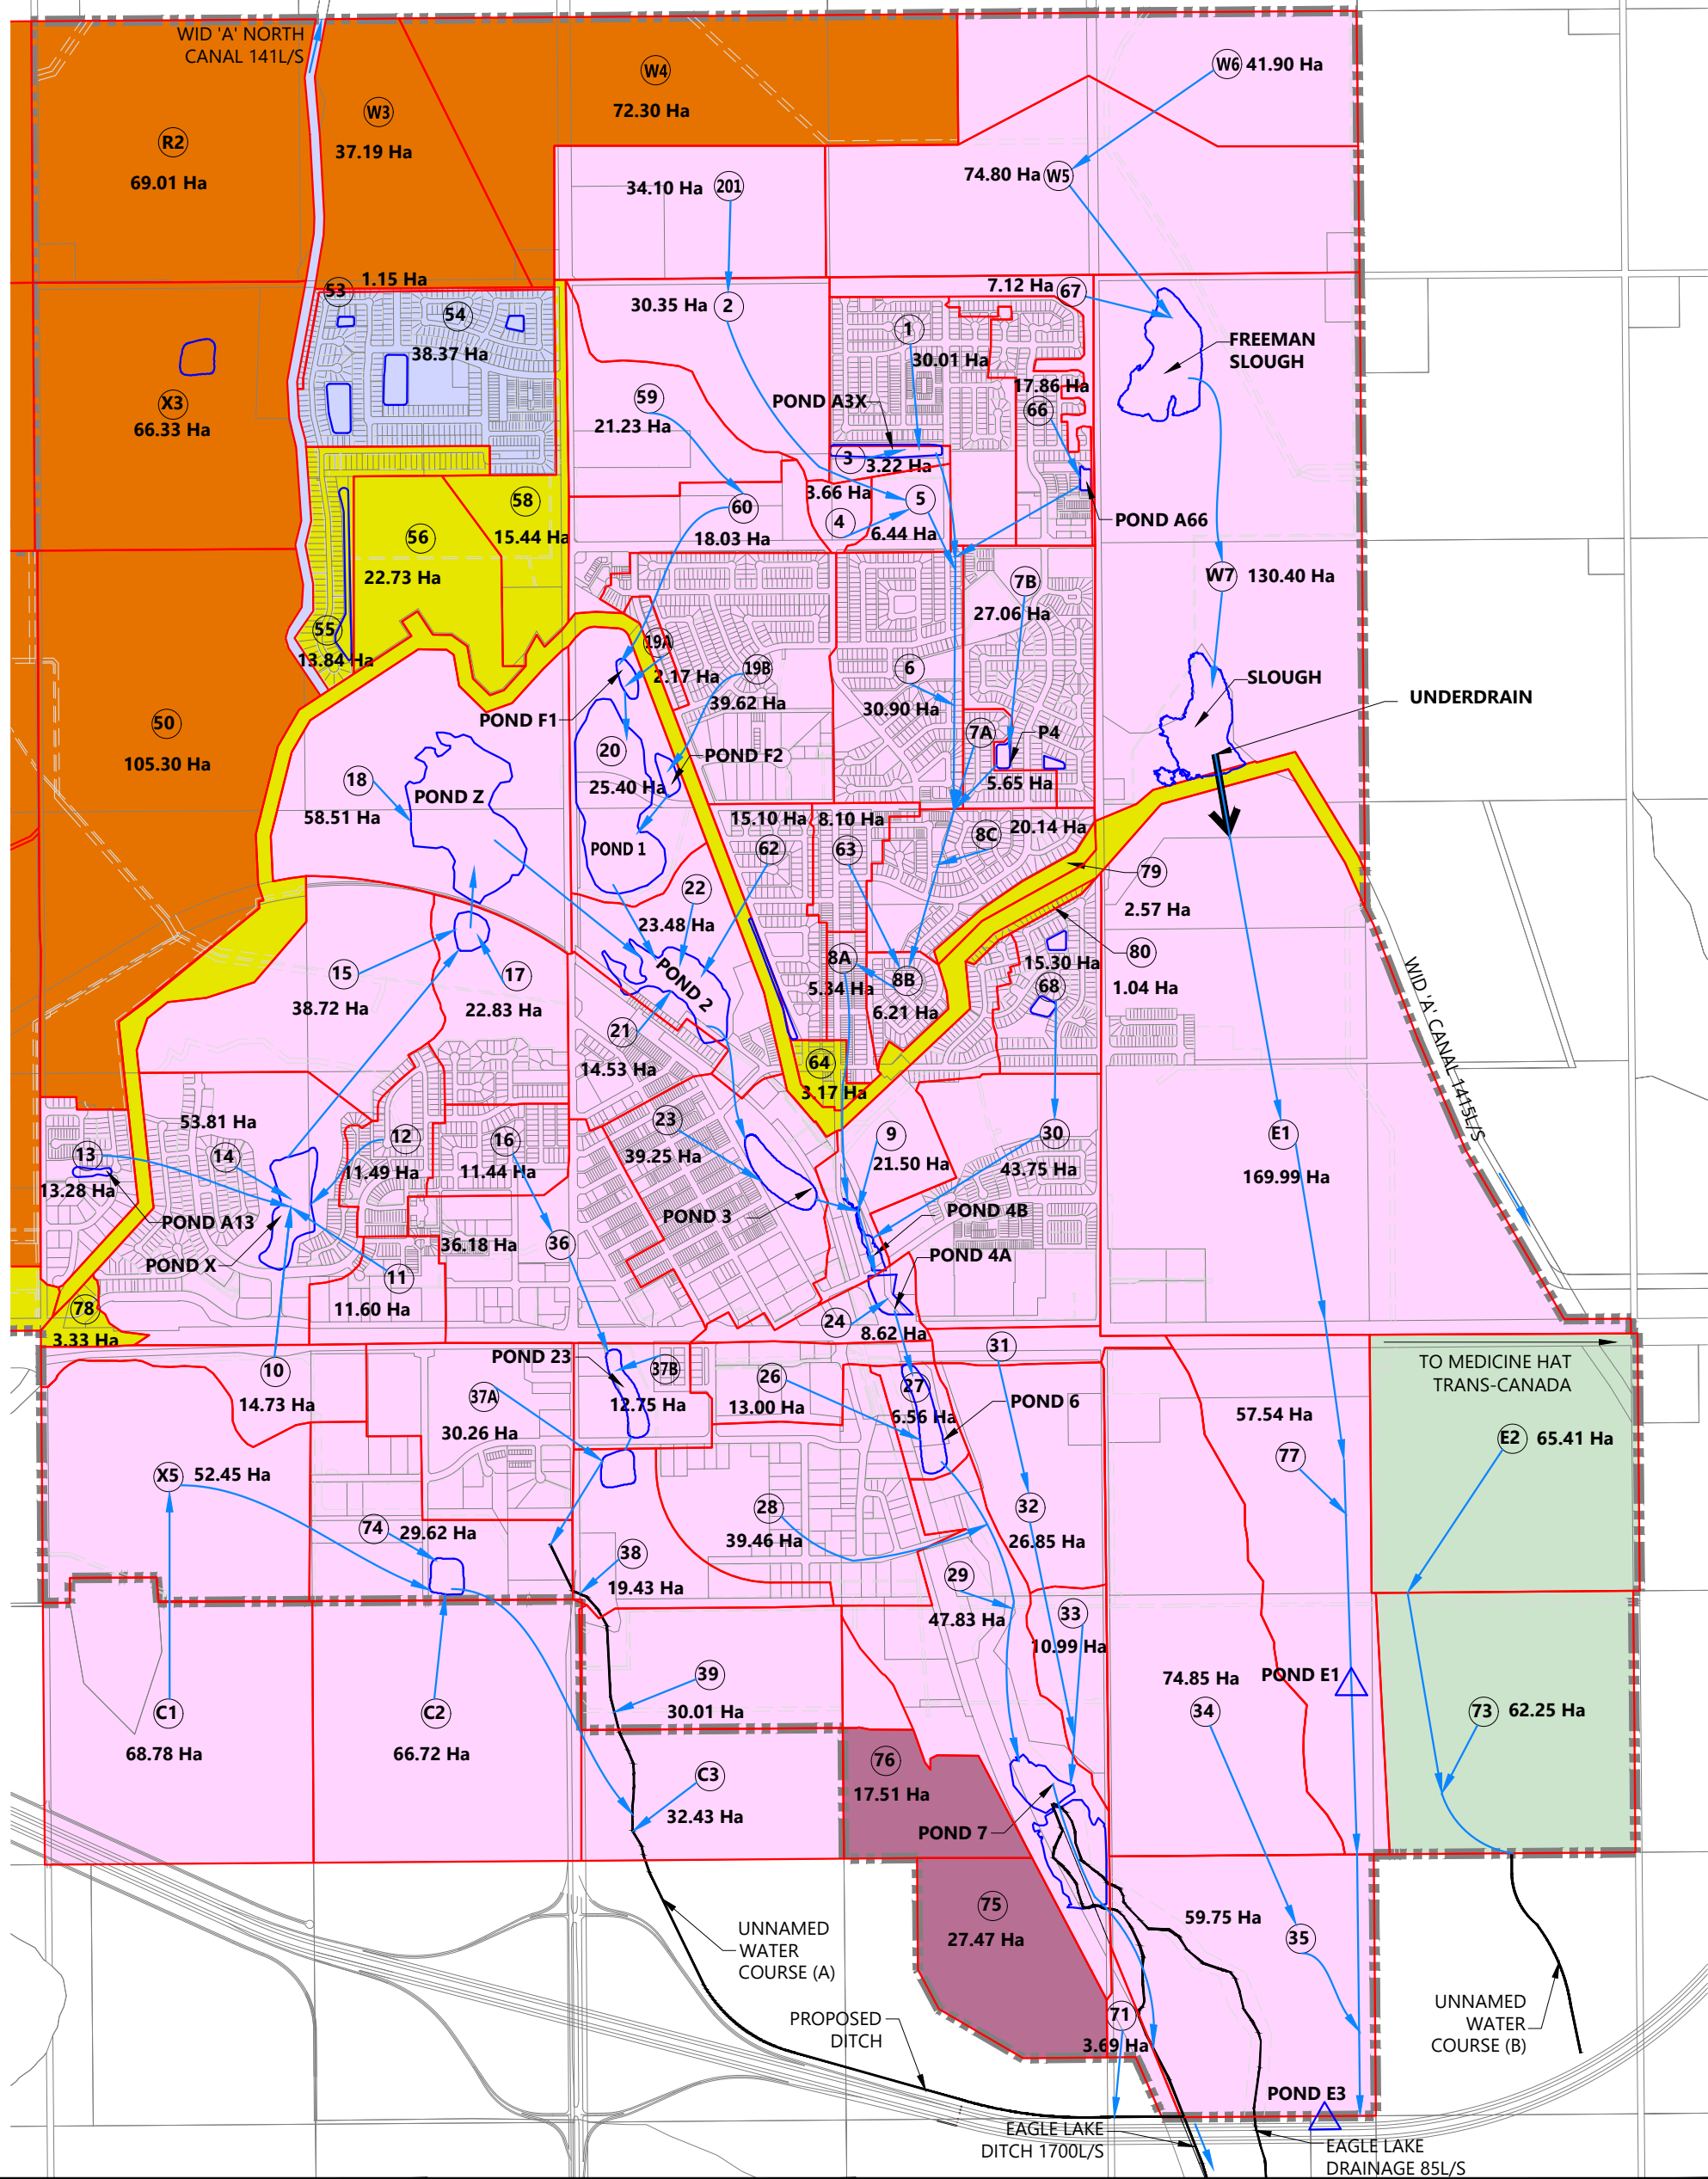 WID 'A' NORTH
CANAL 141L/S
W4
72.30 Ha
W6 41.90 Ha
W3
37.19 Ha
R2
69.01 Ha
34.10 Ha 201
74.80 Ha W5
53
1.15 Ha
54
38.37 Ha
30.35 Ha 2
7.12 Ha 67
1
30.01 Ha
FREEMAN
SLOUGH
X3
66.33 Ha
59
21.23 Ha
POND A3X
17.86 Ha
66
3
3.22 Ha
3.66 Ha
4
5
6.44 Ha
58
15.44 Ha
60
18.03 Ha
POND A66
56
22.73 Ha
7B
27.06 Ha
W7 130.40 Ha
55
13.84 Ha
19A
2.17 Ha
19B
39.62 Ha
6
30.90 Ha
SLOUGH
UNDERDRAIN
50
105.30 Ha
POND F1
20
25.40 Ha
POND F2
7A
P4
5.65 Ha
18
58.51 Ha
POND Z
POND 1
15.10 Ha
62
8.10 Ha
63
20.14 Ha
8C
79
2.57 Ha
22
23.48 Ha
15
38.72 Ha
17
22.83 Ha
POND 2
8A
5.34 Ha
8B
6.21 Ha
15.30 Ha
68
80
1.04 Ha
WID 'A' CANAL 1415L/S
21
14.53 Ha
64
3.17 Ha
53.81 Ha
14
13
13.28 Ha
12
11.49 Ha
16
11.44 Ha
23
39.25 Ha
9
21.50 Ha
30
43.75 Ha
E1
169.99 Ha
POND A13
POND X
POND 3
POND 4B
POND 4A
36.18 Ha
36
11
11.60 Ha
78
3.33 Ha
24
8.62 Ha
10
14.73 Ha
POND 23
37B
12.75 Ha
37A
30.26 Ha
26
13.00 Ha
27
6.56 Ha
31
POND 6
TO MEDICINE HAT
TRANS-CANADA
57.54 Ha
77
E2 65.41 Ha
X5 52.45 Ha
74 29.62 Ha
28
39.46 Ha
32
26.85 Ha
38
19.43 Ha
29
47.83 Ha
33
10.99 Ha
39
30.01 Ha
74.85 Ha
34
POND E1
73 62.25 Ha
C1
68.78 Ha
C2
66.72 Ha
C3
32.43 Ha
76
17.51 Ha
POND 7
75
27.47 Ha
59.75 Ha
35
UNNAMED
WATER
COURSE (A)
PROPOSED
DITCH
71
3.69 Ha
UNNAMED
WATER
COURSE (B)
POND E3
EAGLE LAKE
DITCH 1700L/S
EAGLE LAKE
DRAINAGE 85L/S